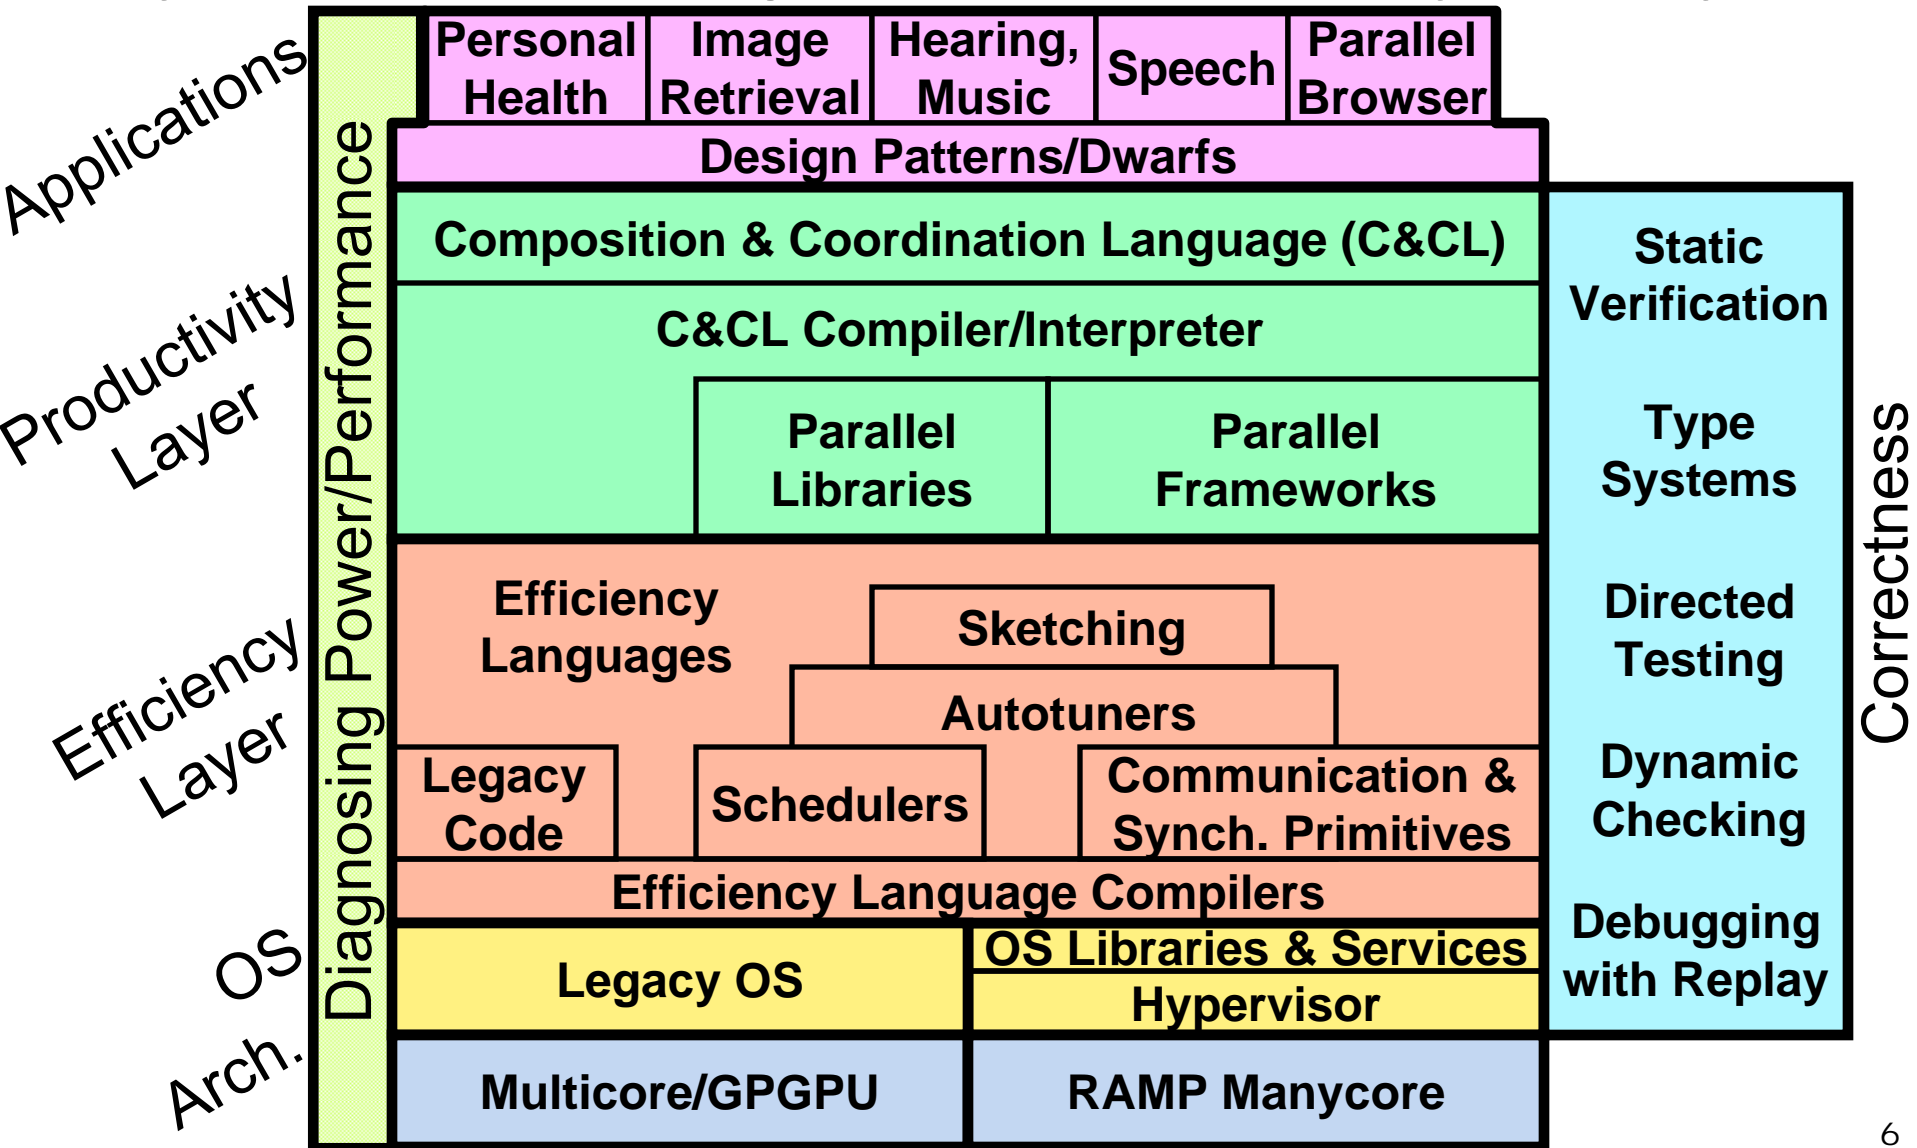 Applications
Productivity
Layer
Efficiency
Layer
OS
Arch.
Diagnosing Power/Performance
Personal
Health
Image
Retrieval
Hearing,
Music
Speech
Parallel
Browser
Design Patterns/Dwarfs
Composition & Coordination Language (C&CL)
C&CL Compiler/Interpreter
Parallel
Libraries
Parallel
Frameworks
Efficiency
Languages
Sketching
Autotuners
Legacy
Code
Schedulers
Communication &
Synch. Primitives
Efficiency Language Compilers
Legacy OS
OS Libraries & Services
Hypervisor
Multicore/GPGPU
RAMP Manycore
Static
Verification
Type
Systems
Directed
Testing
Dynamic
Checking
Debugging
with Replay
Correctness
6